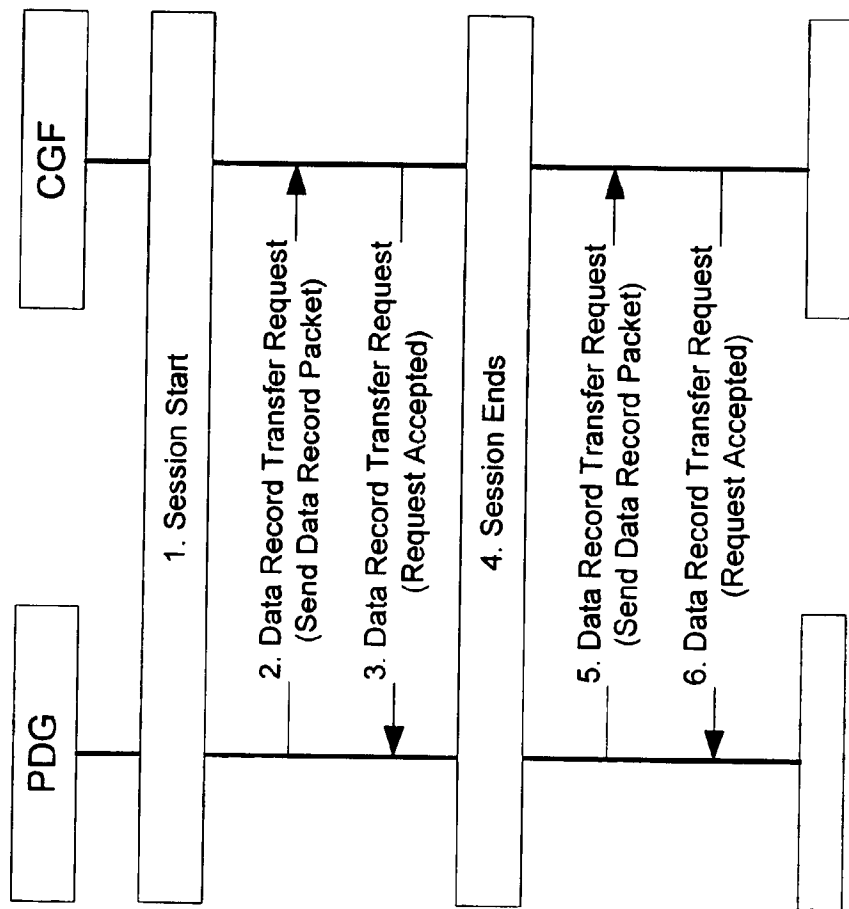 PDG
CGF
1. Session Start
2. Data Record Transfer Request
(Send Data Record Packet)
3. Data Record Transfer Request
(Request Accepted)
4. Session Ends
5. Data Record Transfer Request
(Send Data Record Packet)
6. Data Record Transfer Request
(Request Accepted)